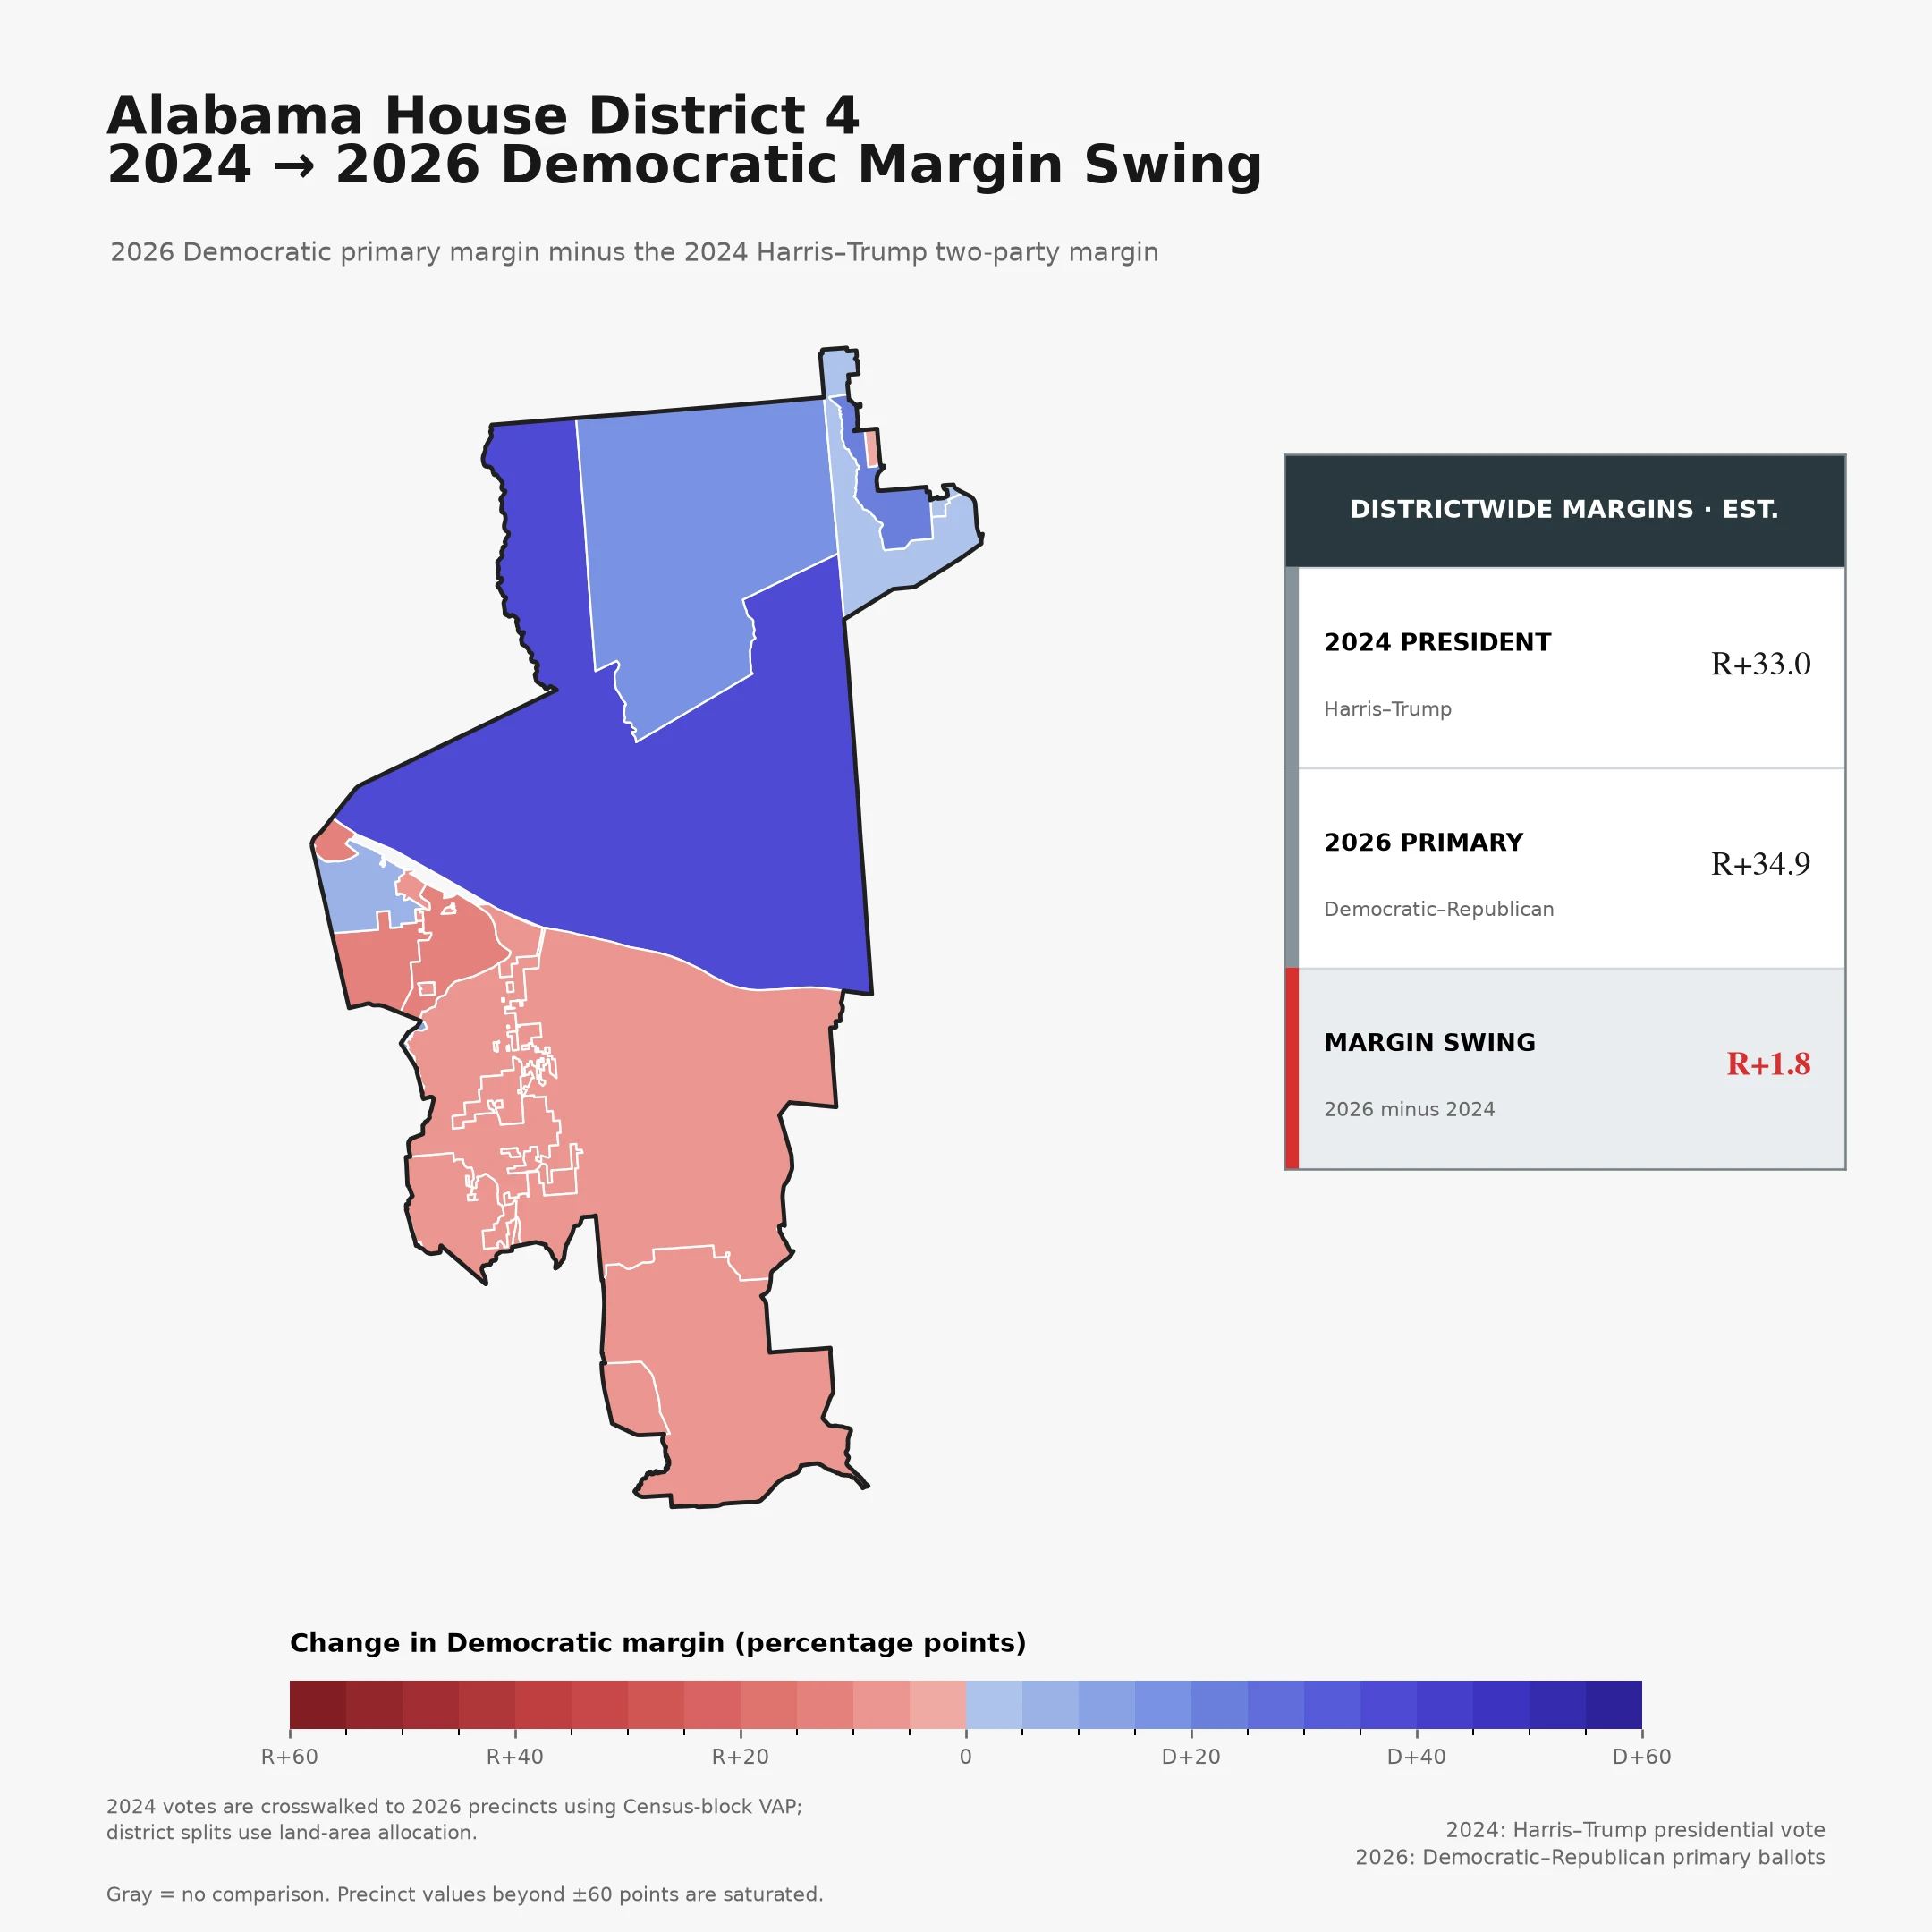 Alabama House District 4
2024 → 2026 Democratic Margin Swing
2026 Democratic primary margin minus the 2024 Harris–Trump two-party margin
DISTRICTWIDE MARGINS · EST.
2024 PRESIDENT
R+33.0
Harris–Trump
2026 PRIMARY
R+34.9
Democratic–Republican
MARGIN SWING
R+1.8
2026 minus 2024
Change in Democratic margin (percentage points)
R+60 R+40 R+20 0 D+20 D+40 D+60
2024 votes are crosswalked to 2026 precincts using Census-block VAP;
district splits use land-area allocation.
2024: Harris–Trump presidential vote
2026: Democratic–Republican primary ballots
Gray = no comparison. Precinct values beyond ±60 points are saturated.